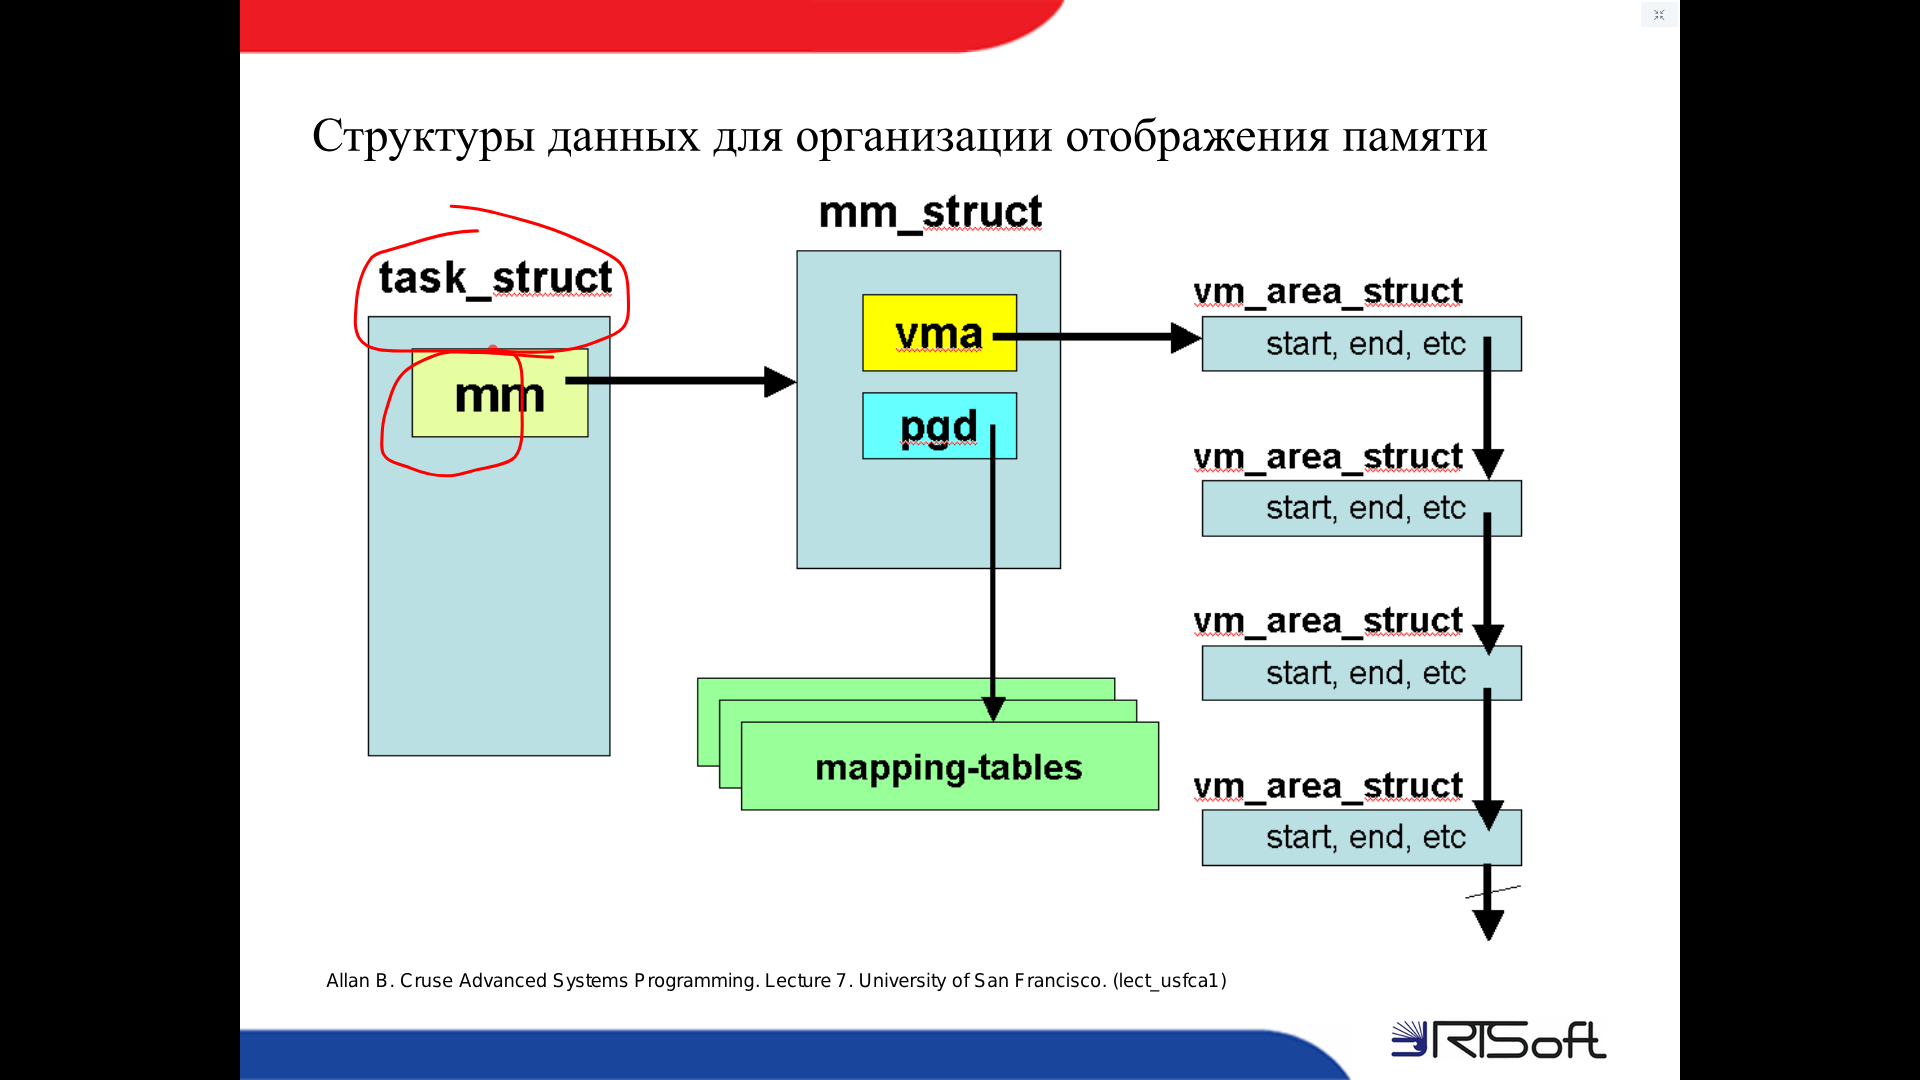 Структуры данных для организации отображения памяти
task_struct
mm
mm_struct
vma
pgd
mapping-tables
vm_area_struct
start, end, etc
vm_area_struct
start, end, etc
vm_area_struct
start, end, etc
vm_area_struct
start, end, etc
Allan B. Cruse Advanced Systems Programming. Lecture 7. University of San Francisco. (lect_usfca1)
RTSoft